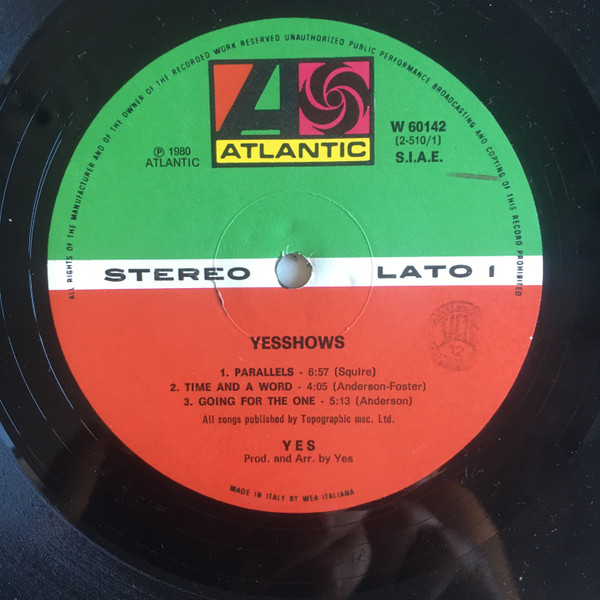 ALL RIGHTS OF THE MANUFACTURER AND OF THE OWNER OF THE RECORDED WORK RESERVED UNAUTHORIZED PUBLIC PERFORMANCE BROADCASTING AND COPYING OF THIS RECORD PROHIBITED
ATLANTIC
℗ 1980
ATLANTIC
W 60142
(2-510/1)
S.I.A.E.
STEREO LATO 1
YESSHOWS
1. PARALLELS - 6:57 (Squire)
2. TIME AND A WORD - 4:05 (Anderson-Foster)
3. GOING FOR THE ONE - 5:13 (Anderson)
All songs published by Topographic msc. Ltd.
YES
Prod. and Arr. by Yes
MADE IN ITALY BY WEA ITALIANA
12